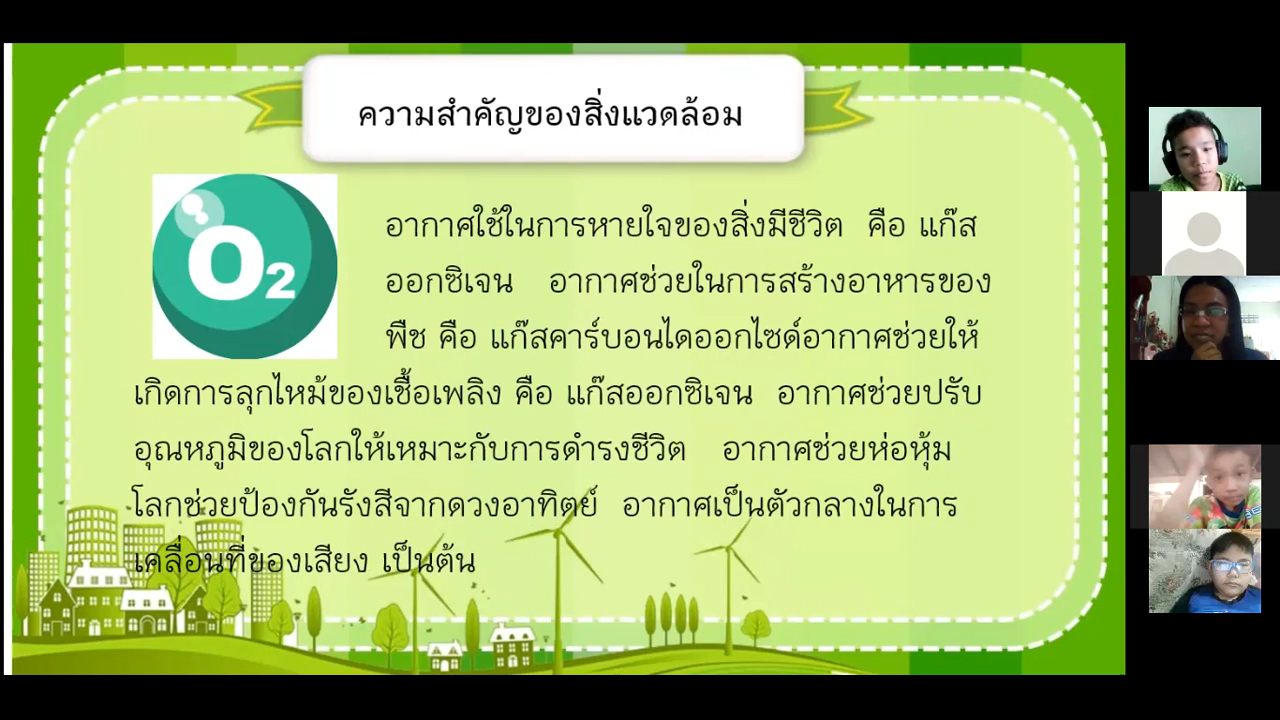 ความสำคัญของสิ่งแวดล้อม
O2
อากาศใช้ในการหายใจของสิ่งมีชีวิต คือ แก๊ส
ออกซิเจน อากาศช่วยในการสร้างอาหารของ
พืช คือ แก๊สคาร์บอนไดออกไซด์อากาศช่วยให้
เกิดการลุกไหม้ของเชื้อเพลิง คือ แก๊สออกซิเจน อากาศช่วยปรับ
อุณหภูมิของโลกให้เหมาะกับการดำรงชีวิต อากาศช่วยห่อหุ้ม
โลกช่วยป้องกันรังสีจากดวงอาทิตย์ อากาศเป็นตัวกลางในการ
เคลื่อนที่ของเสียง เป็นต้น